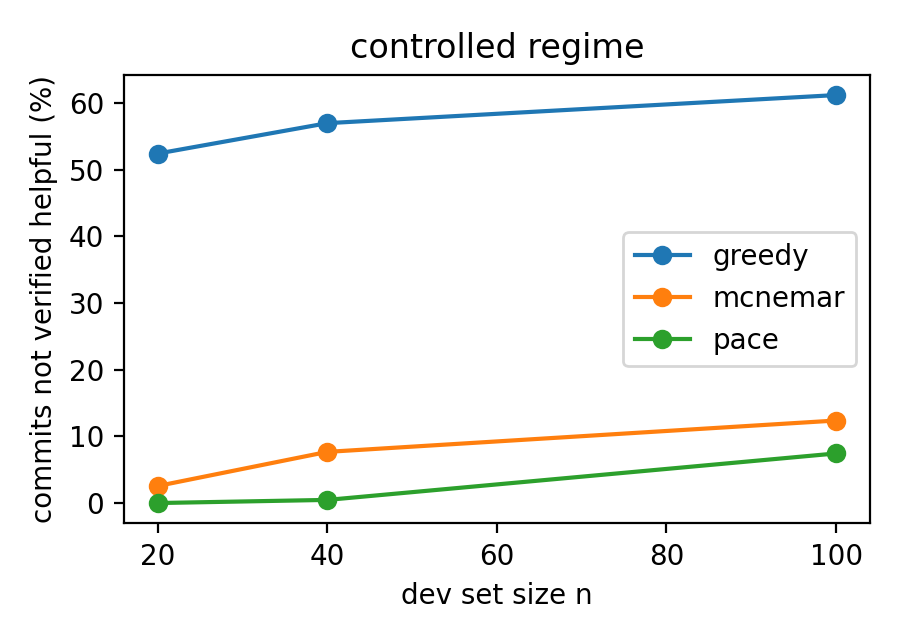 controlled regime
commits not verified helpful (%)
60
50
40
30
20
10
0
greedy
mcnemar
pace
20 40 60 80 100
dev set size n